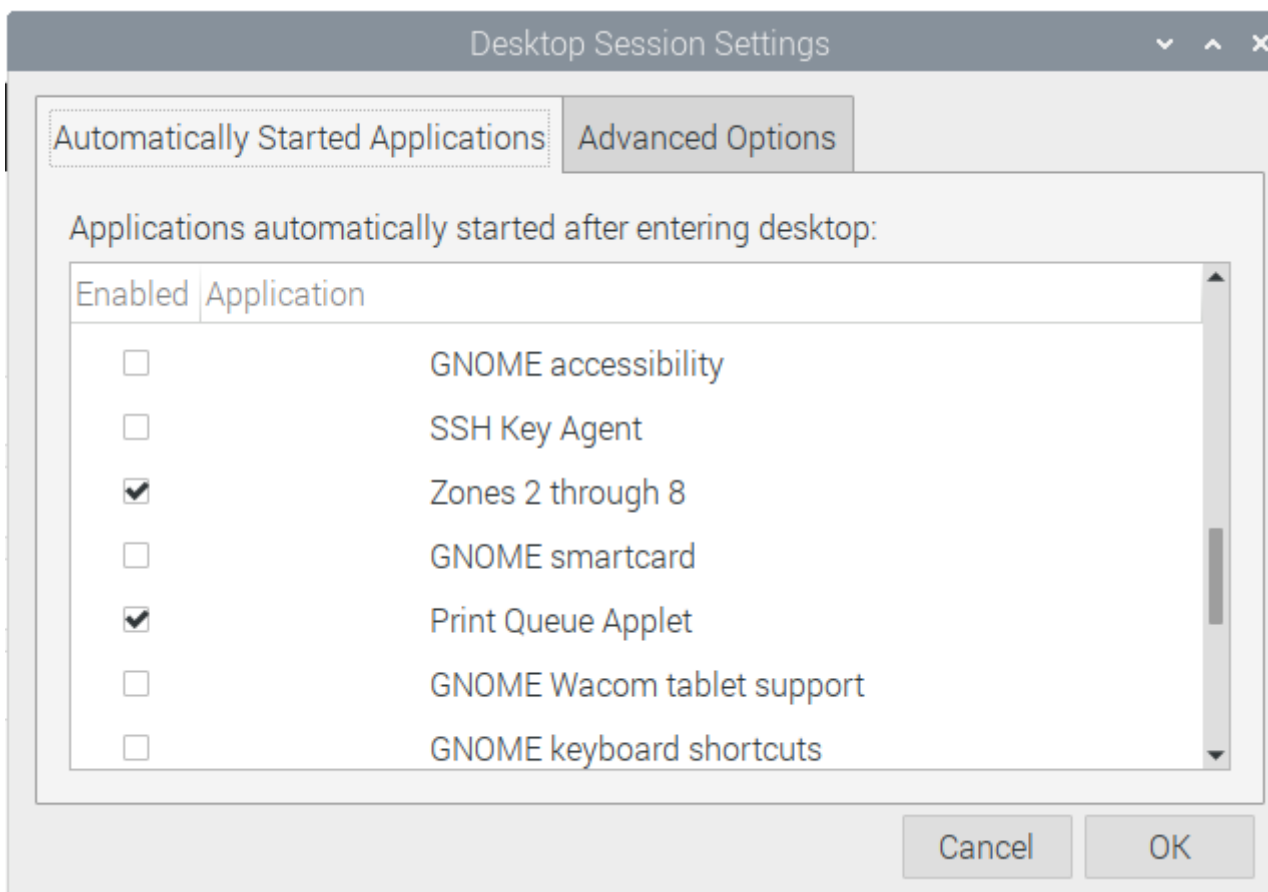 Desktop Session Settings
Automatically Started Applications Advanced Options
Applications automatically started after entering desktop:
Enabled Application
GNOME accessibility
SSH Key Agent
Zones 2 through 8
GNOME smartcard
Print Queue Applet
GNOME Wacom tablet support
GNOME keyboard shortcuts
Cancel OK